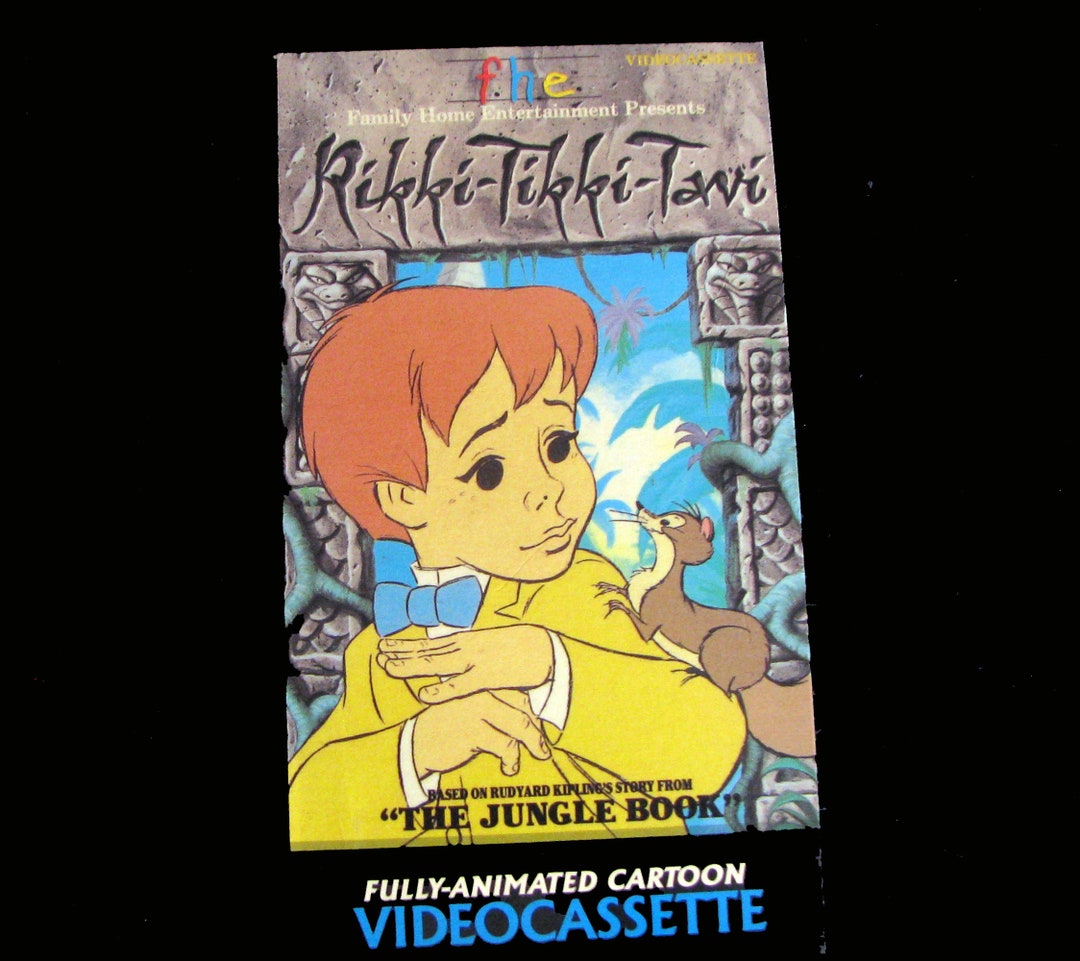 fhe
VIDEOCASSETTE
Family Home Entertainment Presents
Rikki-Tikki-Tavi
BASED ON RUDYARD KIPLING'S STORY FROM
"THE JUNGLE BOOK"
FULLY-ANIMATED CARTOON
VIDEOCASSETTE